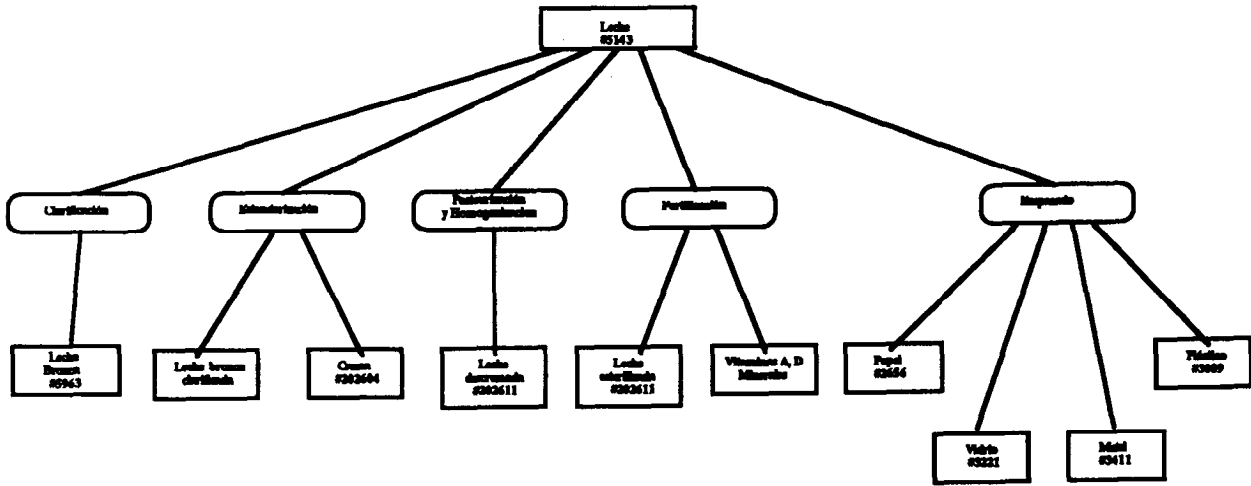 Leche
#5143
Clarificación
Estandarización
Pasteurización
y Homogenización
Fortificación
Empacado
Leche
Bronca
#5963
Leche bronca
clarificada
Crema
#202604
Leche
descremada
#202611
Leche
#202611
Vitaminas A, D
Minerales
Papel
#2656
Plástico
#3089
Vidrio
#3221
Metal
#3411